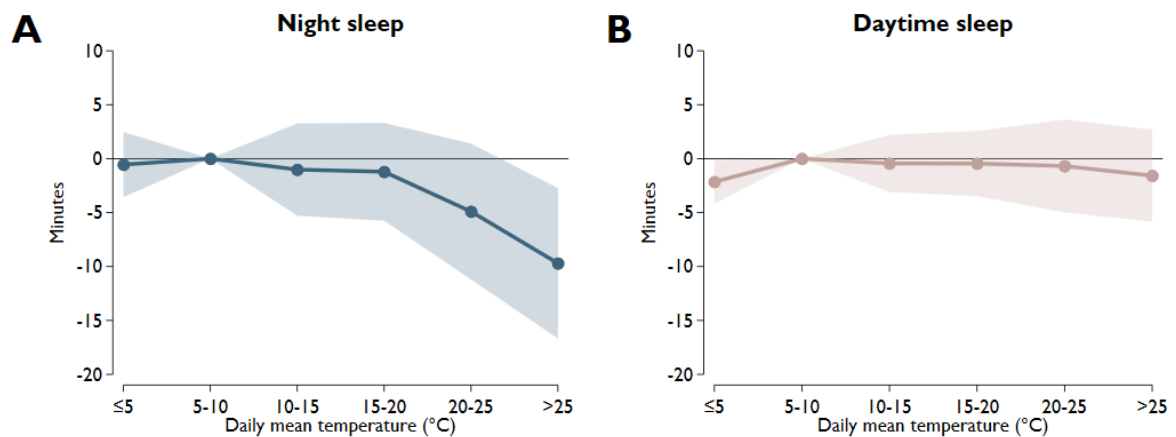 A
Night sleep
10
5
0
-5
-10
-15
-20
Minutes
≤5 5-10 10-15 15-20 20-25 >25
Daily mean temperature (°C)
B
Daytime sleep
10
5
0
-5
-10
-15
-20
Minutes
≤5 5-10 10-15 15-20 20-25 >25
Daily mean temperature (°C)